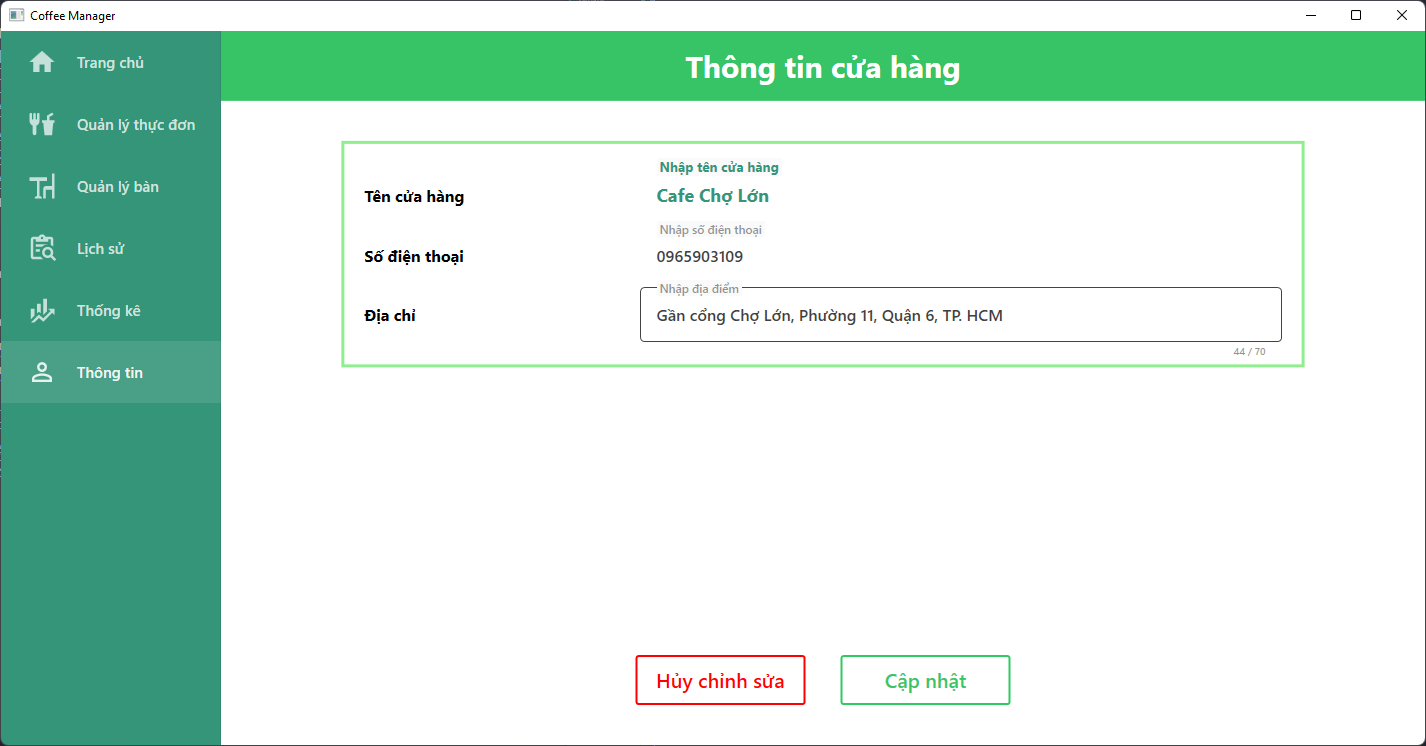 Coffee Manager
Trang chủ
Quản lý thực đơn
Quản lý bàn
Lịch sử
Thống kê
Thông tin
Thông tin cửa hàng
Nhập tên cửa hàng
Tên cửa hàng
Cafe Chợ Lớn
Nhập số điện thoại
Số điện thoại
0965903109
Nhập địa điểm
Địa chỉ
Gần cổng Chợ Lớn, Phường 11, Quận 6, TP. HCM
44 / 70
Hủy chỉnh sửa
Cập nhật